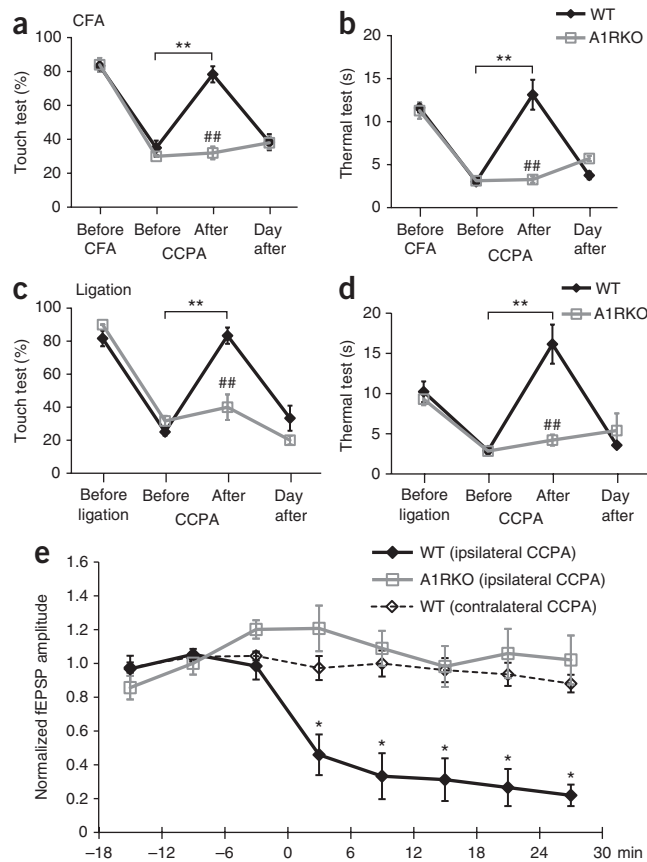 a
CFA
WT
A1RKO
b
Touch test (%)
100
80
60
40
20
0
**
##
Before CFA
Before
After
Day after
CCPA
Thermal test (s)
20
15
10
5
0
**
##
Before CFA
Before
After
Day after
CCPA
c
Ligation
d
WT
A1RKO
Touch test (%)
100
80
60
40
20
0
**
##
Before ligation
Before
After
Day after
CCPA
Thermal test (s)
20
15
10
5
0
**
##
Before ligation
Before
After
Day after
CCPA
e
WT (ipsilateral CCPA)
A1RKO (ipsilateral CCPA)
WT (contralateral CCPA)
Normalized fEPSP amplitude
1.6
1.4
1.2
1.0
0.8
0.6
0.4
0.2
0
* * * * *
–18 –12 –6 0 6 12 18 24 30 min